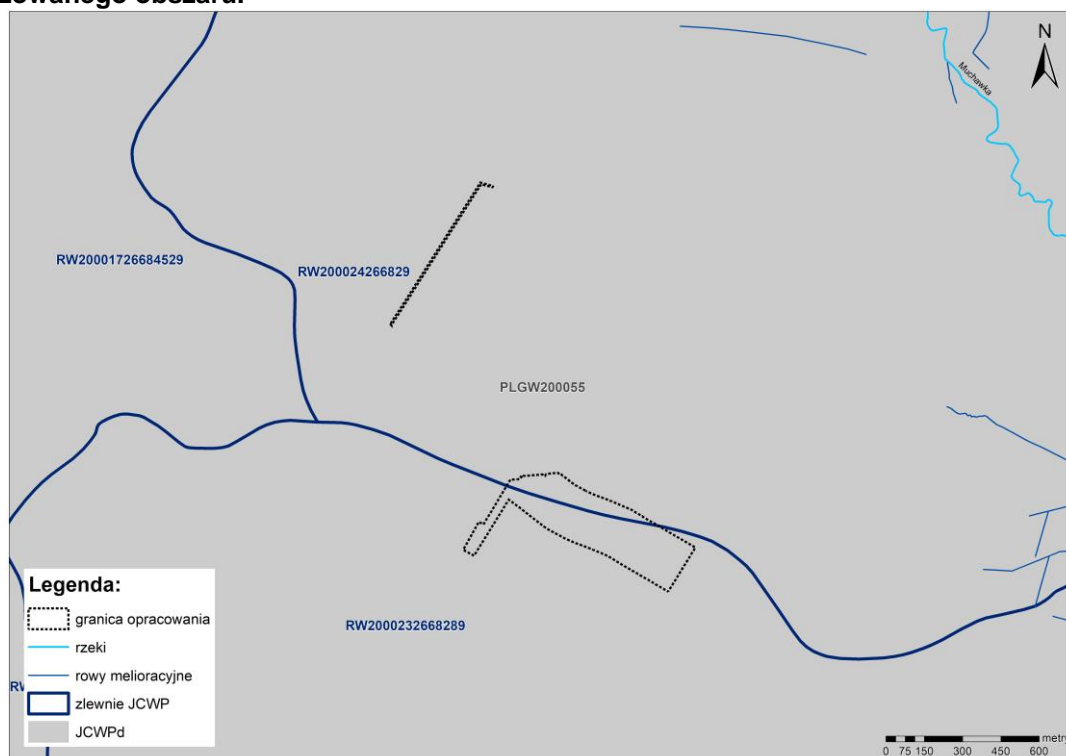 N
Muchawka
RW20001726684529
RW200024266829
PLGW200055
RW2000232668289
Legenda:
granica opracowania
rzeki
rowy melioracyjne
zlewnie JCWP
JCWPd
metry
0 75 150 300 450 600